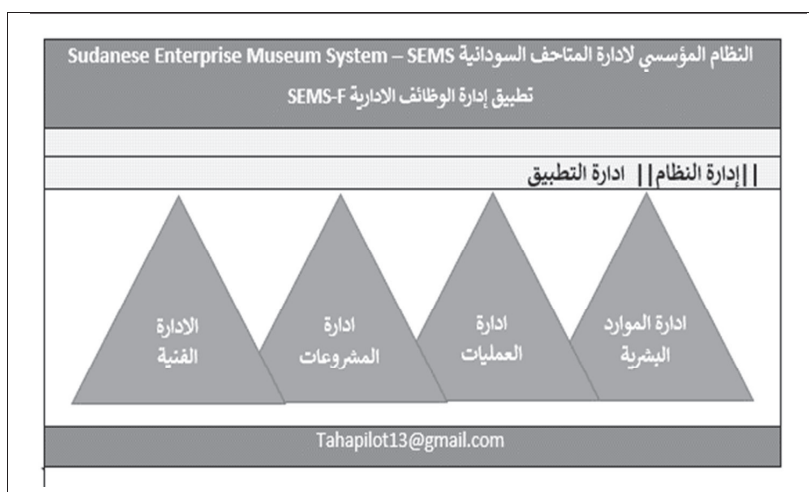 النظام المؤسسي لادارة المتاحف السودانية Sudanese Enterprise Museum System – SEMS
تطبيق إدارة الوظائف الادارية SEMS-F
||إدارة النظام|| ادارة التطبيق
ادارة الموارد
البشرية
ادارة
العمليات
ادارة
المشروعات
الادارة
الفنية
Tahapilot13@gmail.com